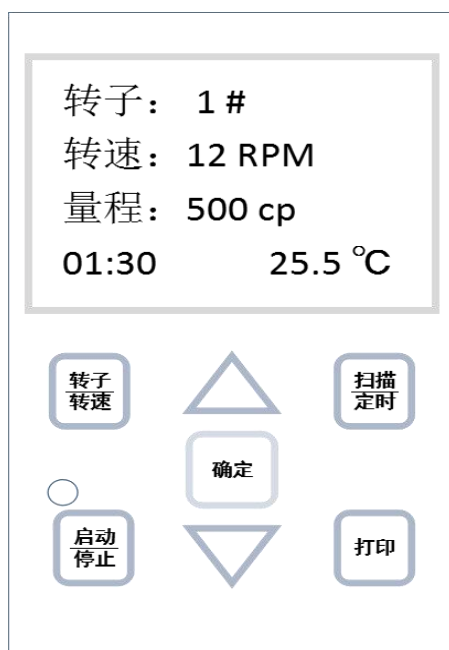 转子： 1 #
转速：12 RPM
量程：500 cp
01:30 25.5 ℃
转子
转速
扫描
定时
确定
启动
停止
打印